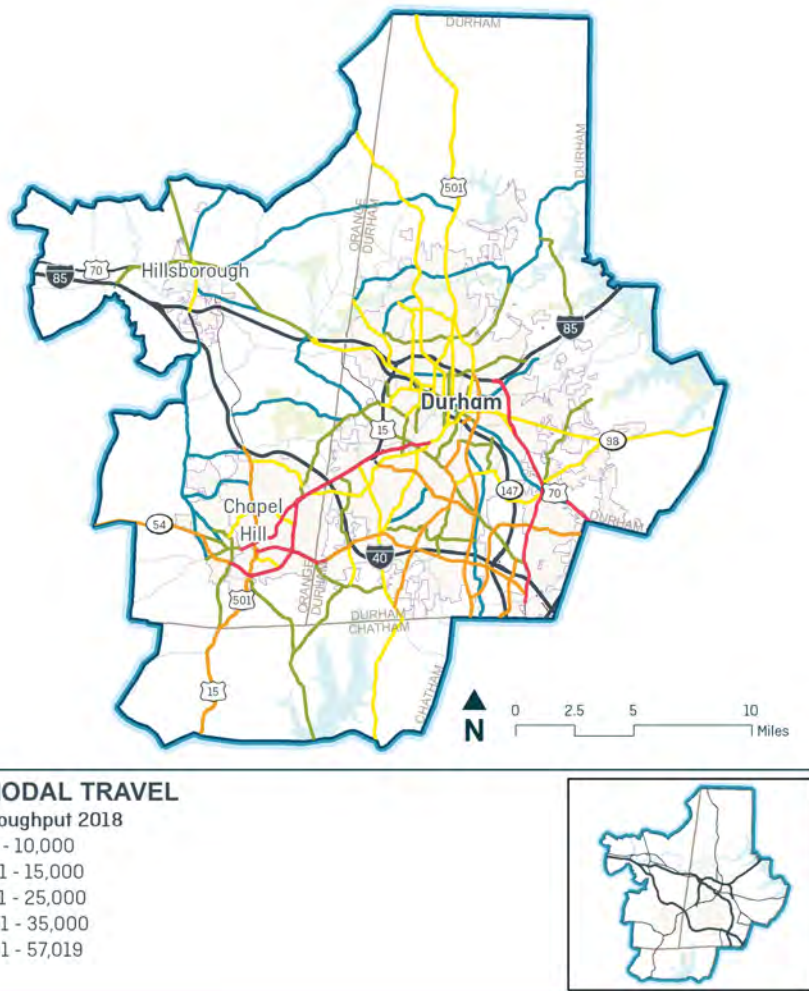 DURHAM
DURHAM
501
ORANGE
DURHAM
70
85
Hillsborough
85
Durham
15
98
147
70
54
Chapel
Hill
DURHAM
40
501
ORANGE
DURHAM
DURHAM
CHATHAM
15
CHATHAM
N
0 2.5 5 10
Miles
MODAL TRAVEL
oughput 2018
- 10,000
1 - 15,000
1 - 25,000
1 - 35,000
1 - 57,019